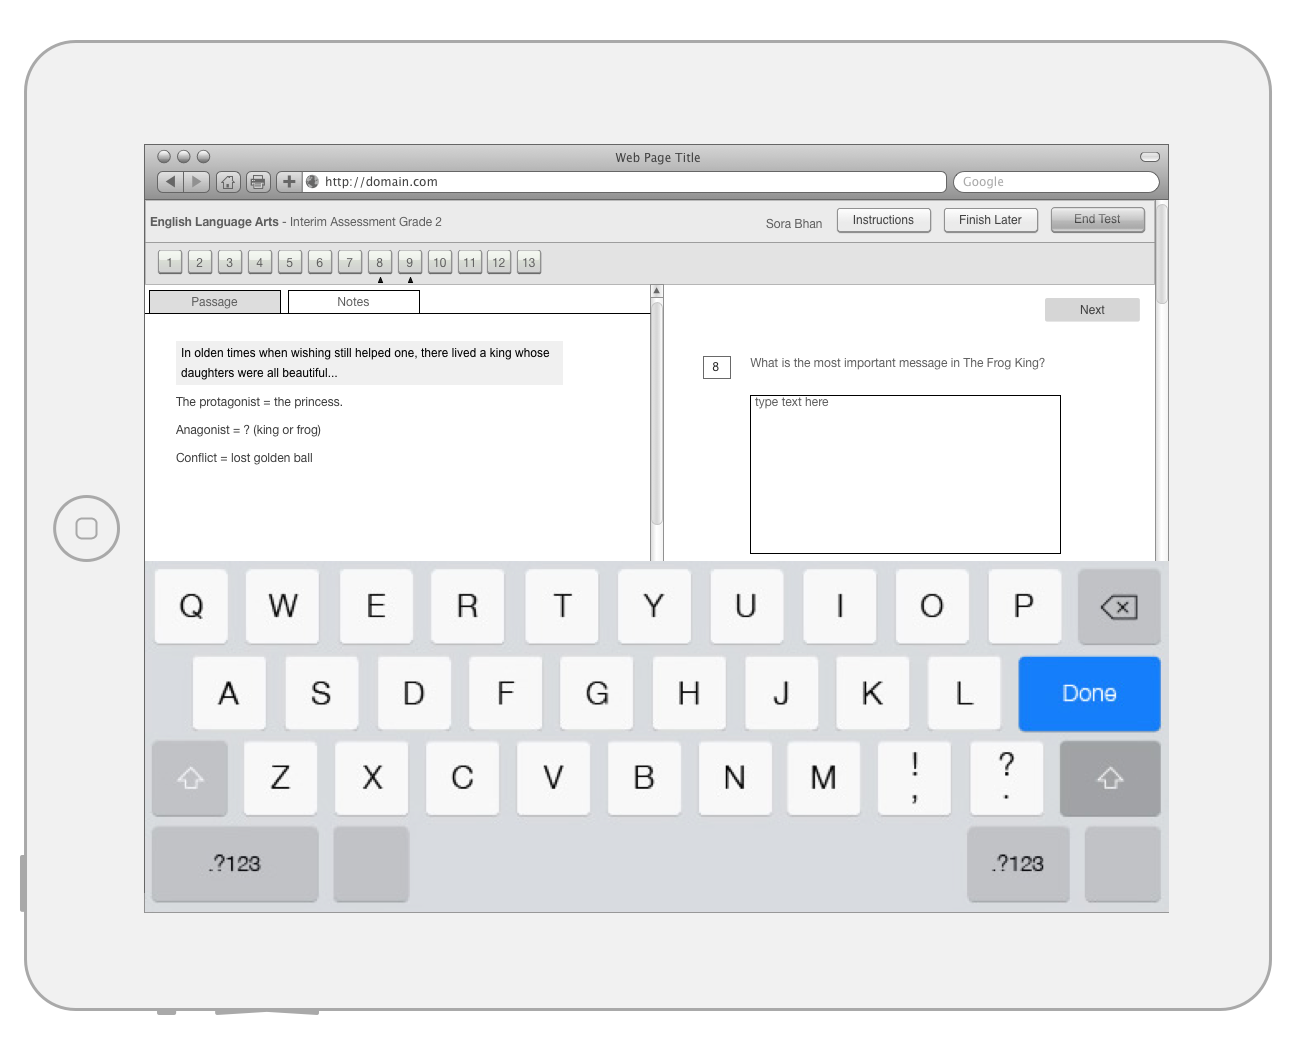 Web Page Title
http://domain.com
Google
English Language Arts - Interim Assessment Grade 2
Sora Bhan
Instructions
Finish Later
End Test
1 2 3 4 5 6 7 8 9 10 11 12 13
Passage
Notes
In olden times when wishing still helped one, there lived a king whose
daughters were all beautiful...
The protagonist = the princess.
Anagonist = ? (king or frog)
Conflict = lost golden ball
Next
8
What is the most important message in The Frog King?
type text here
Q W E R T Y U I O P
A S D F G H J K L Done
Z X C V B N M ! , ? .
.?123 .?123